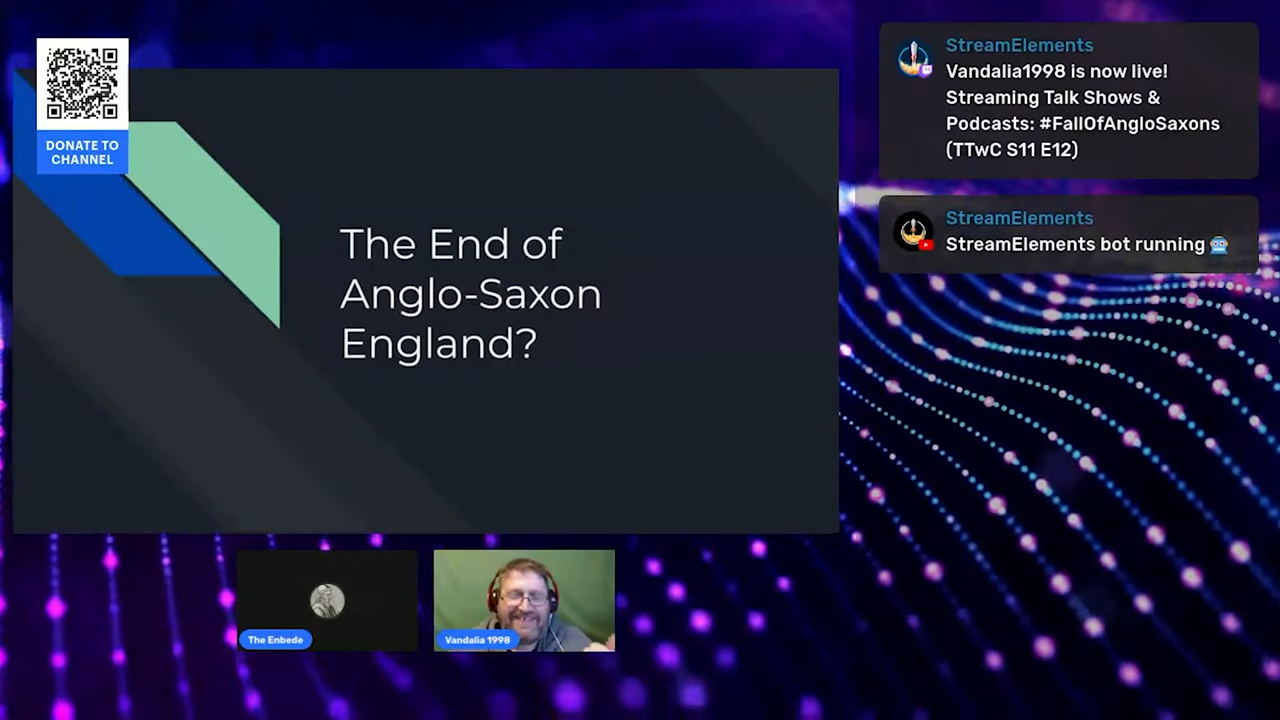 DONATE TO
CHANNEL
The End of
Anglo-Saxon
England?
StreamElements
Vandalia1998 is now live!
Streaming Talk Shows &
Podcasts: #FallOfAngloSaxons
(TTwC S11 E12)
StreamElements
StreamElements bot running 🤖
The Enbede
Vandalia 1998